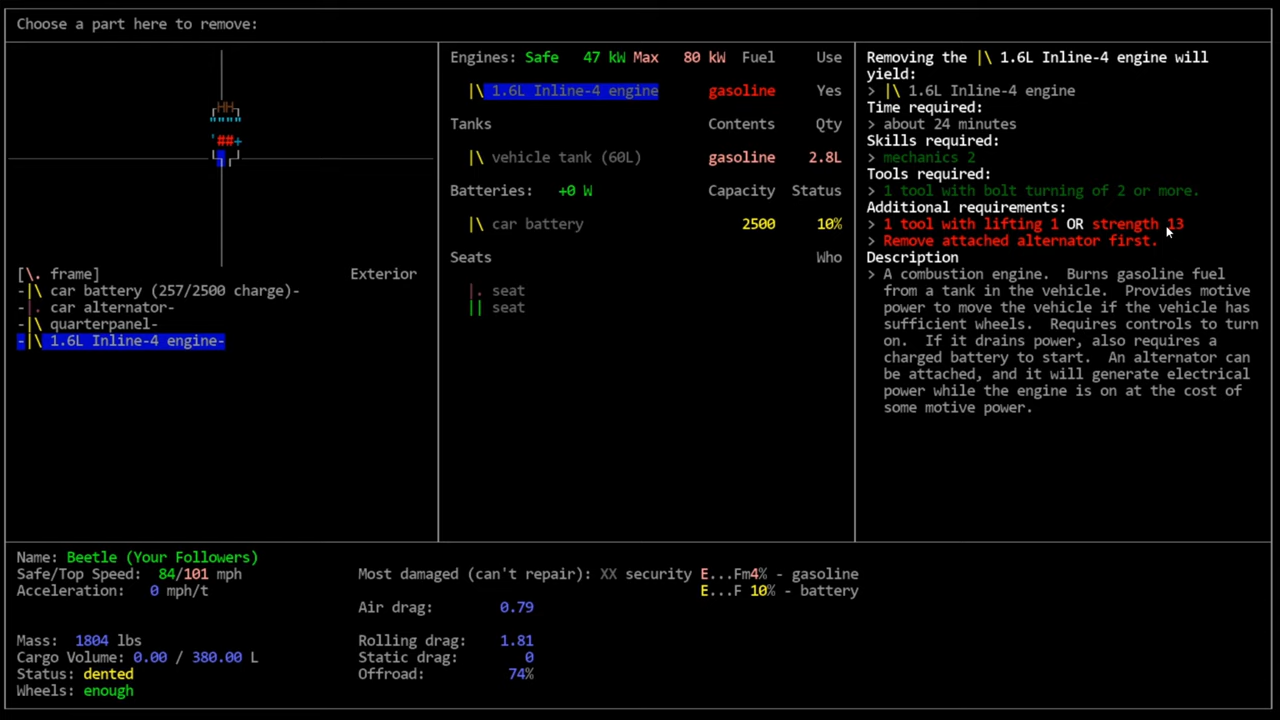 Choose a part here to remove:
HH
""""
'##+
[\. frame] Exterior
-|\ car battery (257/2500 charge)-
-|. car alternator-
-|\ quarterpanel-
-|\ 1.6L Inline-4 engine-
Engines: Safe 47 kW Max 80 kW Fuel Use
|\ 1.6L Inline-4 engine gasoline Yes
Tanks Contents Qty
|\ vehicle tank (60L) gasoline 2.8L
Batteries: +0 W Capacity Status
|\ car battery 2500 10%
Seats Who
|. seat
|| seat
Removing the |\ 1.6L Inline-4 engine will
yield:
> |\ 1.6L Inline-4 engine
Time required:
> about 24 minutes
Skills required:
> mechanics 2
Tools required:
> 1 tool with bolt turning of 2 or more.
Additional requirements:
> 1 tool with lifting 1 OR strength 13
> Remove attached alternator first.
Description
> A combustion engine. Burns gasoline fuel
from a tank in the vehicle. Provides motive
power to move the vehicle if the vehicle has
sufficient wheels. Requires controls to turn
on. If it drains power, also requires a
charged battery to start. An alternator can
be attached, and it will generate electrical
power while the engine is on at the cost of
some motive power.
Name: Beetle (Your Followers)
Safe/Top Speed: 84/101 mph
Acceleration: 0 mph/t
Mass: 1804 lbs
Cargo Volume: 0.00 / 380.00 L
Status: dented
Wheels: enough
Most damaged (can't repair): XX security
Air drag: 0.79
Rolling drag: 1.81
Static drag: 0
Offroad: 74%
E...Fm4% - gasoline
E...F 10% - battery